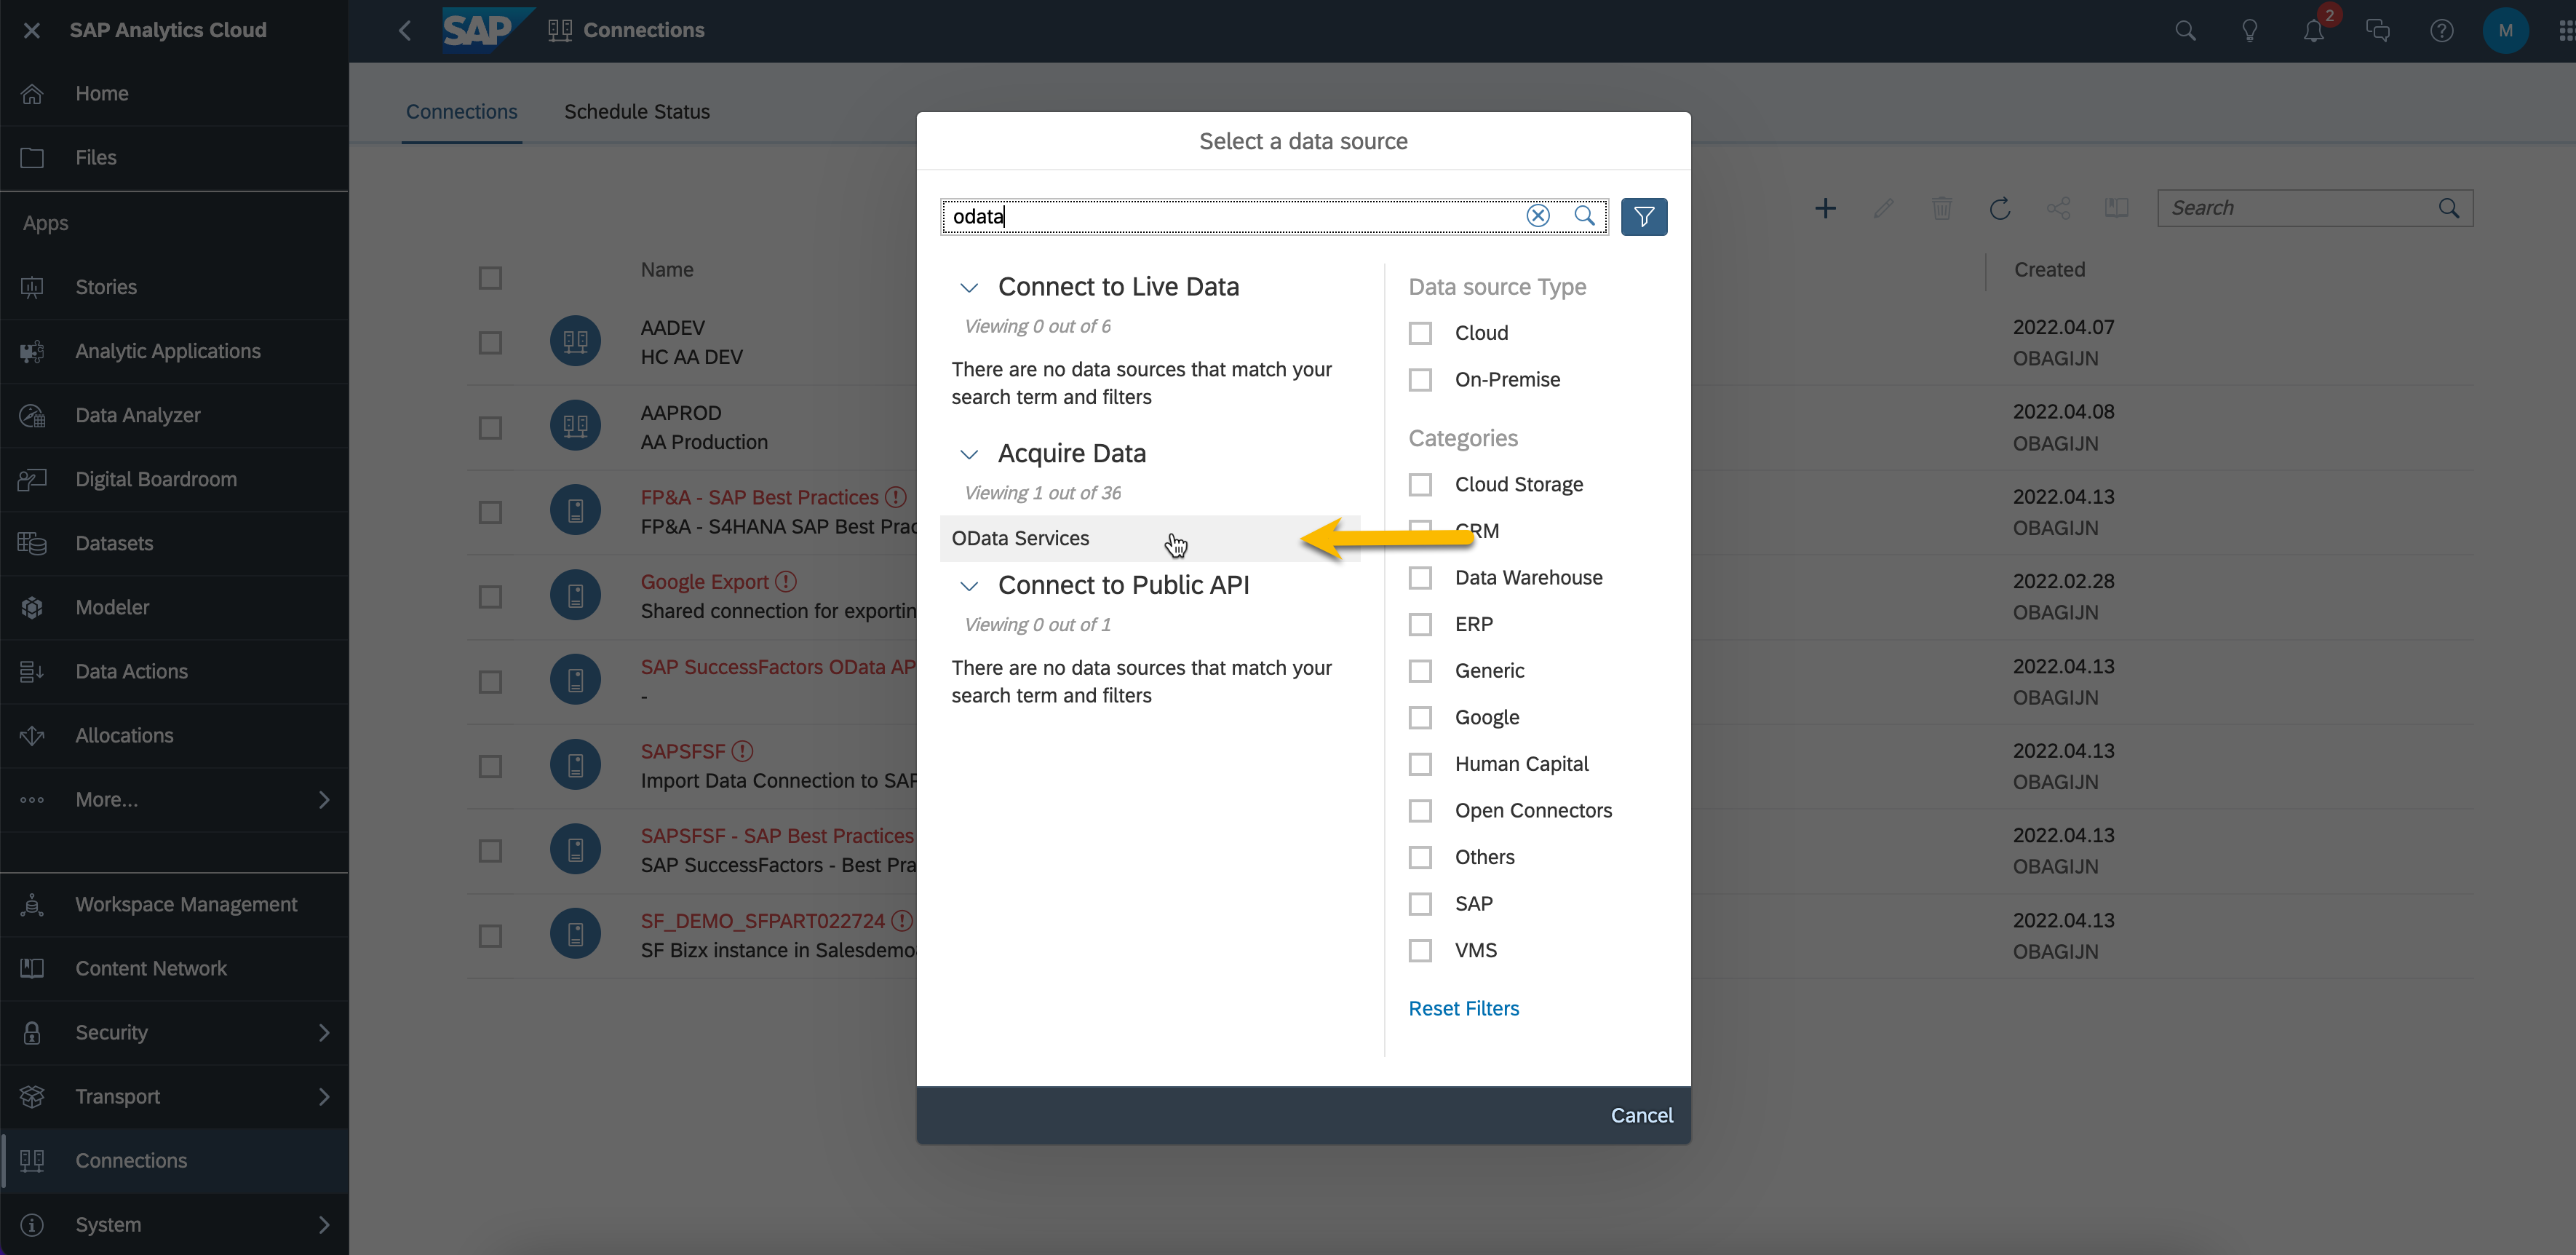 SAP Analytics Cloud
Home
Files
Apps
Stories
Analytic Applications
Data Analyzer
Digital Boardroom
Datasets
Modeler
Data Actions
Allocations
More...
Workspace Management
Content Network
Security
Transport
Connections
System
SAP
Connections
2
M
Connections
Schedule Status
Search
Name
Created
AADEV
HC AA DEV
2022.04.07
OBAGIJN
AAPROD
AA Production
2022.04.08
OBAGIJN
FP&A - SAP Best Practices
FP&A - S4HANA SAP Best Prac
2022.04.13
OBAGIJN
Google Export
Shared connection for exportin
2022.02.28
OBAGIJN
SAP SuccessFactors OData AP
-
2022.04.13
OBAGIJN
SAPSFSF
Import Data Connection to SAP
2022.04.13
OBAGIJN
SAPSFSF - SAP Best Practices
SAP SuccessFactors - Best Pra
2022.04.13
OBAGIJN
SF_DEMO_SFPART022724
SF Bizx instance in Salesdemo
2022.04.13
OBAGIJN
Select a data source
odata
Connect to Live Data
Viewing 0 out of 6
There are no data sources that match your
search term and filters
Acquire Data
Viewing 1 out of 36
OData Services
Connect to Public API
Viewing 0 out of 1
There are no data sources that match your
search term and filters
Data source Type
Cloud
On-Premise
Categories
Cloud Storage
CRM
Data Warehouse
ERP
Generic
Google
Human Capital
Open Connectors
Others
SAP
VMS
Reset Filters
Cancel